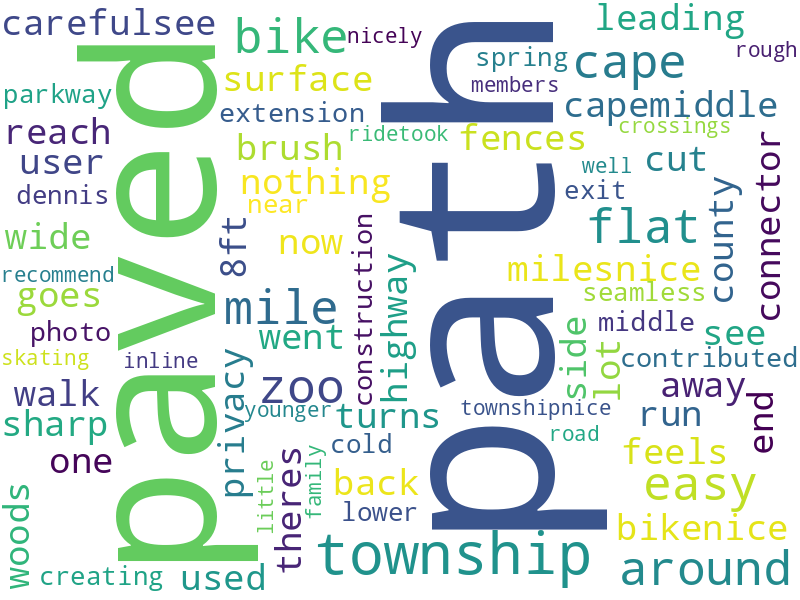 carefulsee
paved
bike
nicely
path
leading
rough
spring
cape
members
parkway
surface
extension
capemiddle
crossings
reach
ridetook
fences
user
brush
well
cut
connector
dennis
nothing
exit
near
county
wide
8ft
now
flat
construction
highway
milesnice
recommend
goes
seamless
mile
photo
middle
see
went
side
lot
skating
inline
contributed
walk
privacy
zoo
away
younger
townshipnice
sharp
turns
run
end
road
one
theres
cold
feels
little
family
back
easy
woods
lower
bikenice
township
creating
used
around